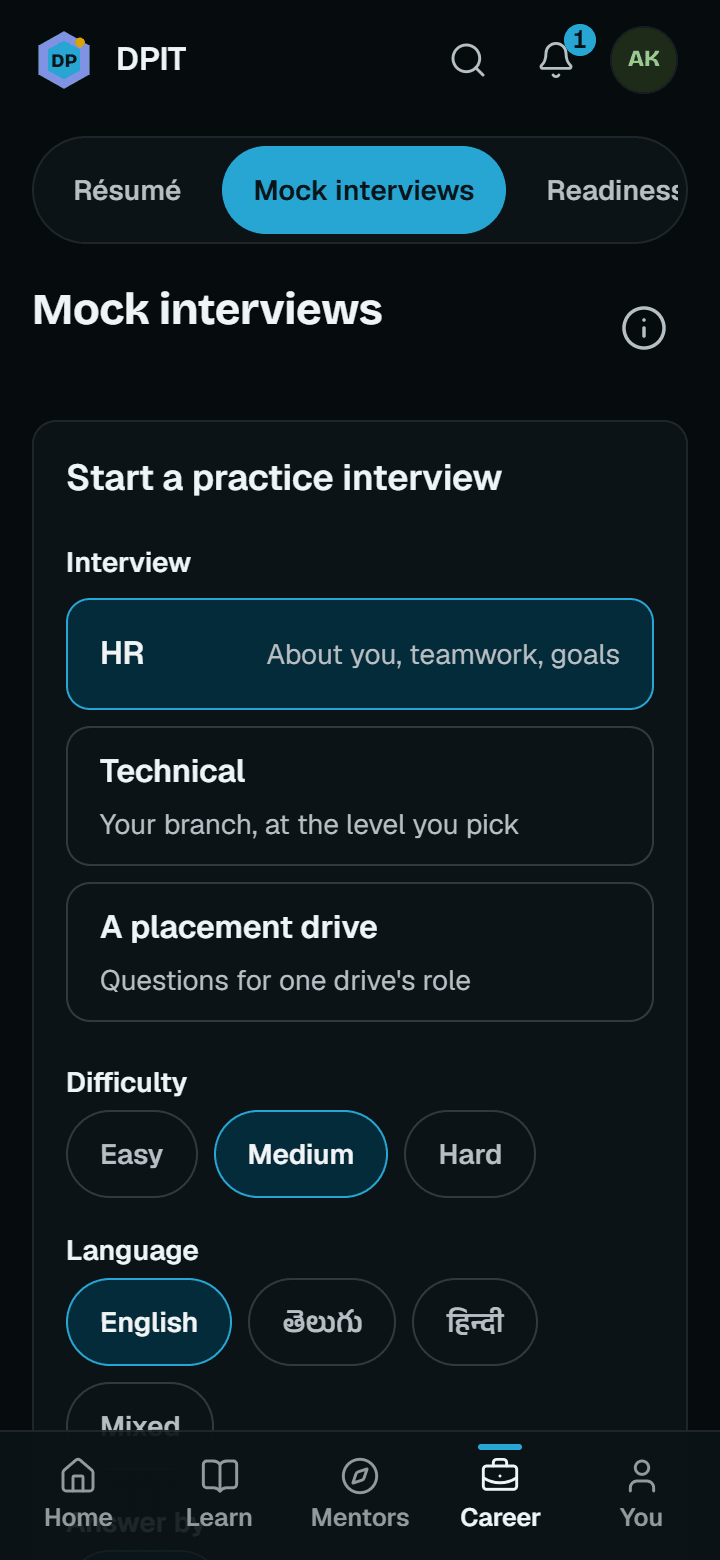 DP DPIT 1 AK
Résumé Mock interviews Readiness
Mock interviews
Start a practice interview
Interview
HR About you, teamwork, goals
Technical
Your branch, at the level you pick
A placement drive
Questions for one drive's role
Difficulty
Easy Medium Hard
Language
English తెలుగు हिन्दी
Mixed
Answer by
Home Learn Mentors Career You